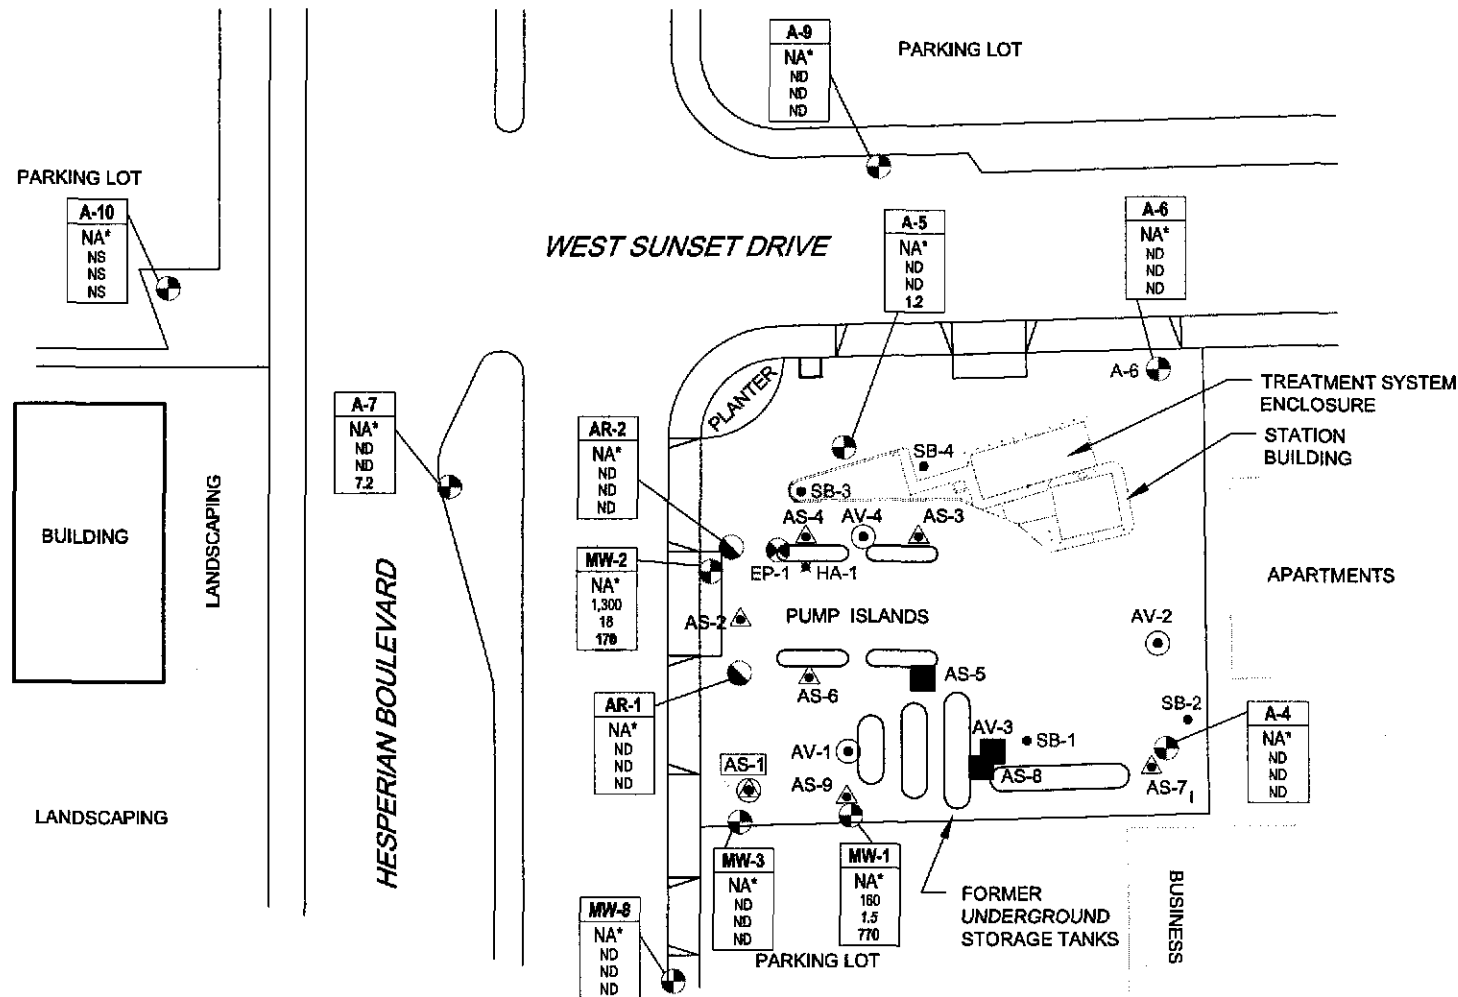 A-9
NA*
ND
ND
ND
PARKING LOT
PARKING LOT
A-10
NA*
NS
NS
NS
WEST SUNSET DRIVE
A-5
NA*
ND
ND
1.2
A-6
NA*
ND
ND
ND
A-6
TREATMENT SYSTEM
ENCLOSURE
STATION
BUILDING
PLANTER
A-7
NA*
ND
ND
7.2
AR-2
NA*
ND
ND
ND
SB-4
SB-3
AS-4
AV-4
AS-3
EP-1
HA-1
BUILDING
LANDSCAPING
HESPERIAN BOULEVARD
MW-2
NA*
1,300
18
170
AS-2
PUMP ISLANDS
APARTMENTS
AV-2
AS-6
AS-5
AR-1
NA*
ND
ND
ND
SB-2
A-4
NA*
ND
ND
ND
AV-3
SB-1
AV-1
AS-1
AS-9
AS-8
AS-7
LANDSCAPING
MW-3
NA*
ND
ND
ND
MW-1
NA*
160
1.5
770
FORMER
UNDERGROUND
STORAGE TANKS
BUSINESS
MW-8
NA*
ND
ND
ND
PARKING LOT